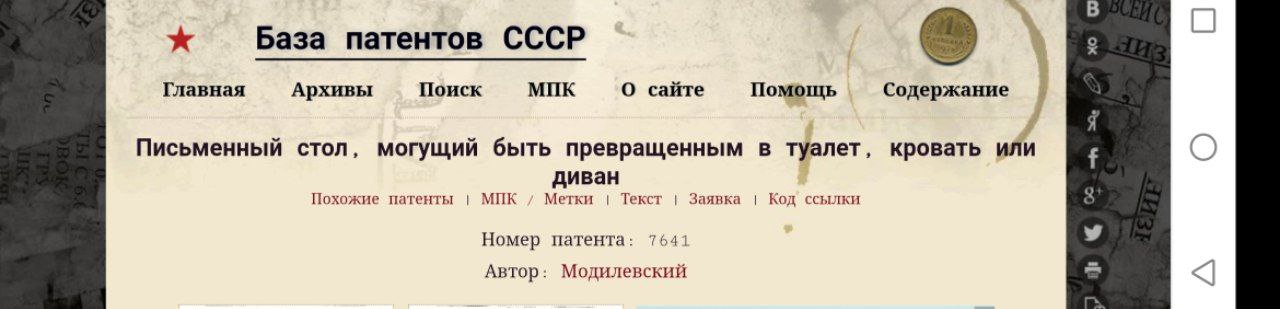 База патентов СССР
Главная Архивы Поиск МПК О сайте Помощь Содержание
Письменный стол, могущий быть превращенным в туалет, кровать или
диван
Похожие патенты | МПК / Метки | Текст | Заявка | Код ссылки
Номер патента: 7641
Автор: Модилевский